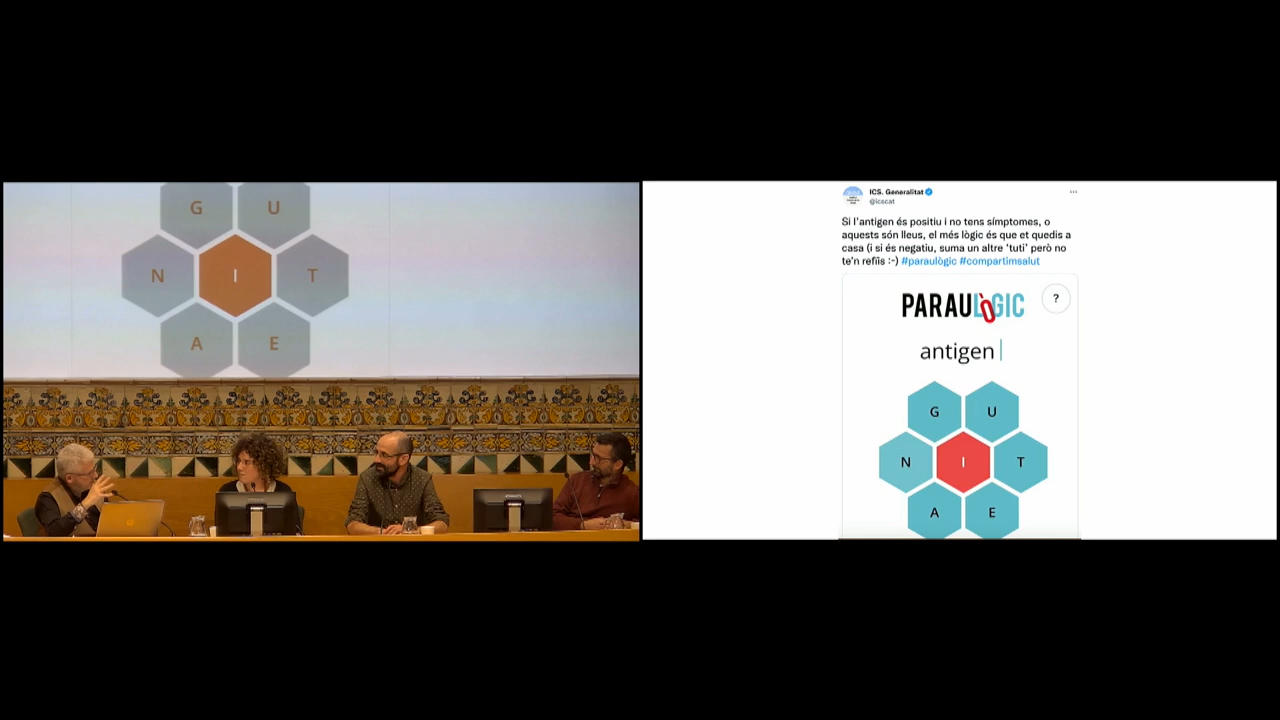 G U
N I T
A E
ICS. Generalitat
@icscat
Si l'antigen és positiu i no tens símptomes, o
aquests són lleus, el més lògic és que et quedis a
casa (i si és negatiu, suma un altre 'tuti' però no
te'n refiïs :-) #paraulògic #compartimsalut
PARAULÒGIC
?
antigen
G U
N I T
A E